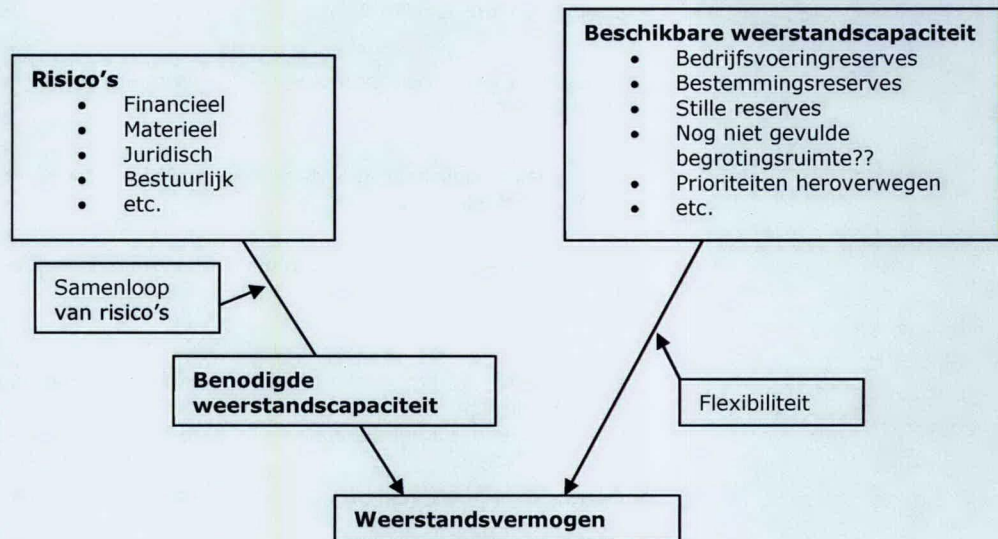 Risico's
• Financieel
• Materieel
• Juridisch
• Bestuurlijk
• etc.
Beschikbare weerstandscapaciteit
• Bedrijfsvoeringreserves
• Bestemmingsreserves
• Stille reserves
• Nog niet gevulde
begrotingsruimte??
• Prioriteiten heroverwegen
• etc.
Samenloop
van risico's
Benodigde
weerstandscapaciteit
Flexibiliteit
Weerstandsvermogen